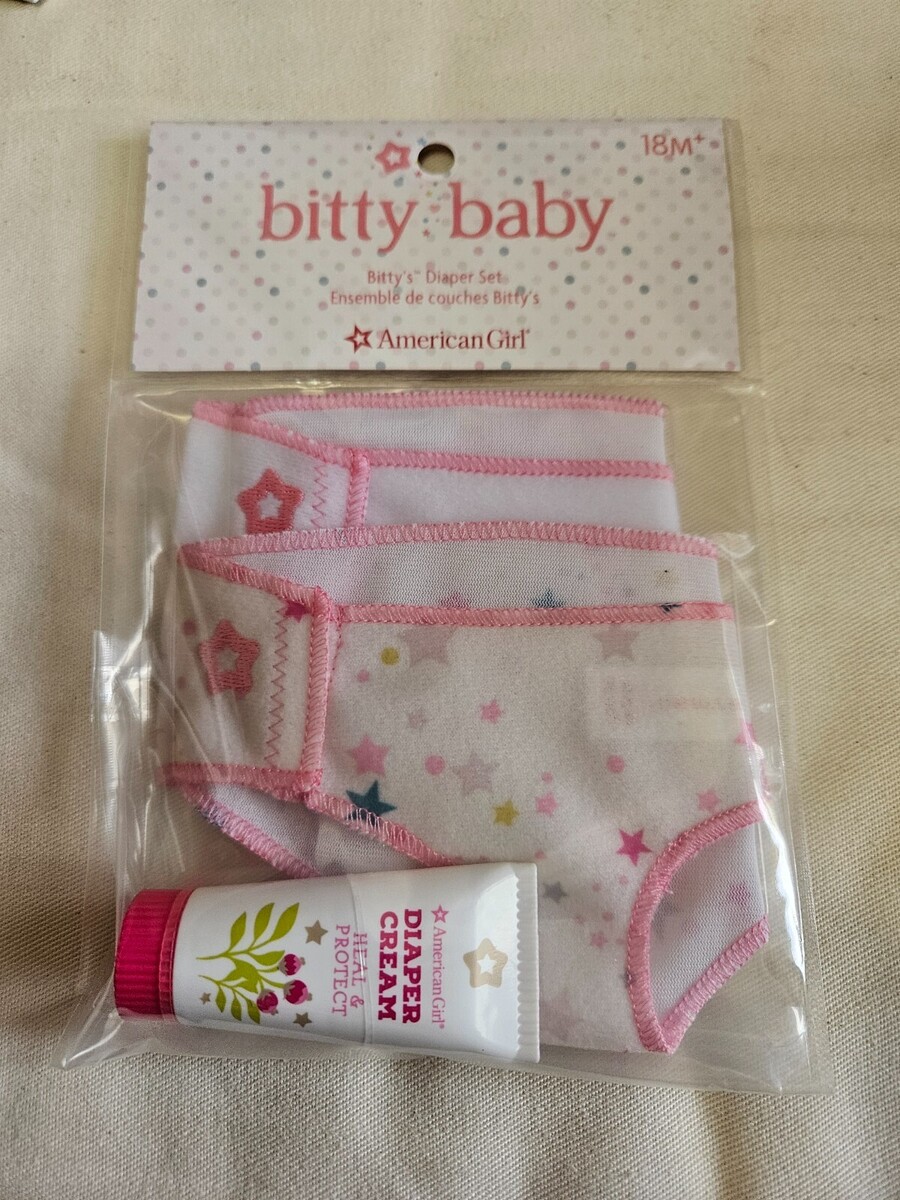 18M+
bitty baby
Bitty's™ Diaper Set
Ensemble de couches Bitty's
American Girl®
American Girl®
DIAPER
CREAM
HEAL &
PROTECT